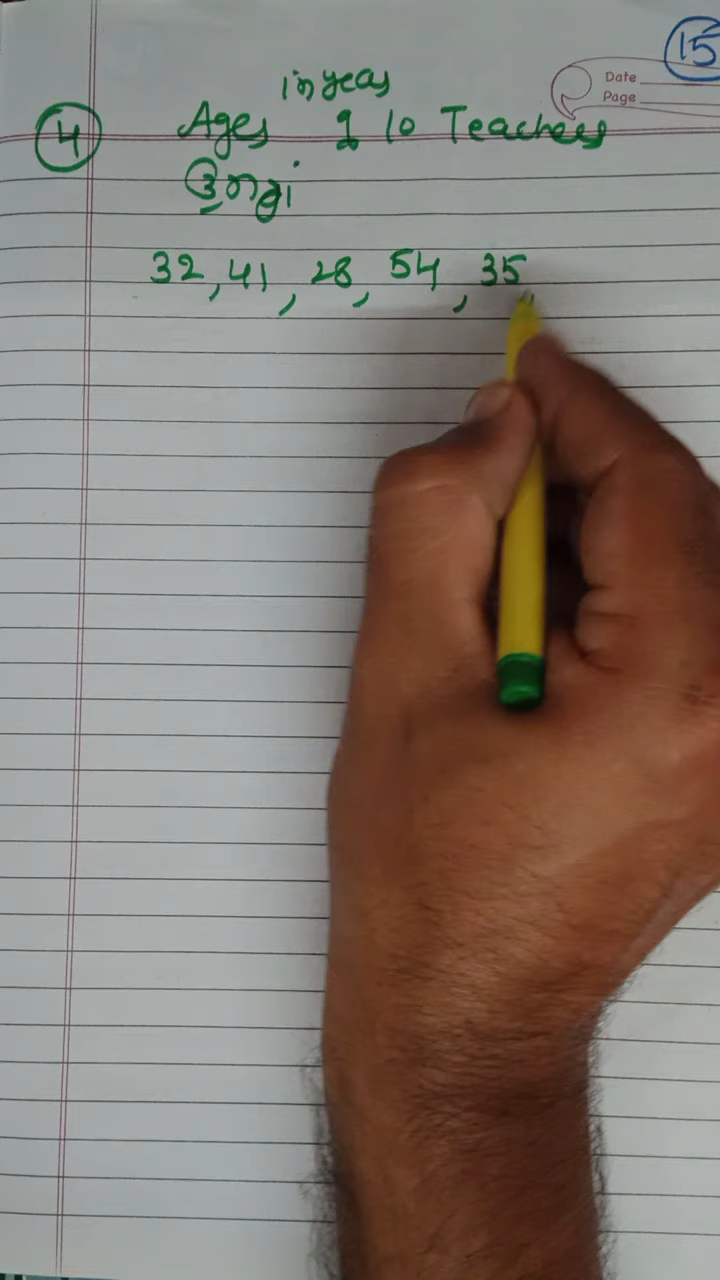 15
Date
Page
in years
4 Ages of 10 Teachers
32, 41, 28, 54, 35,